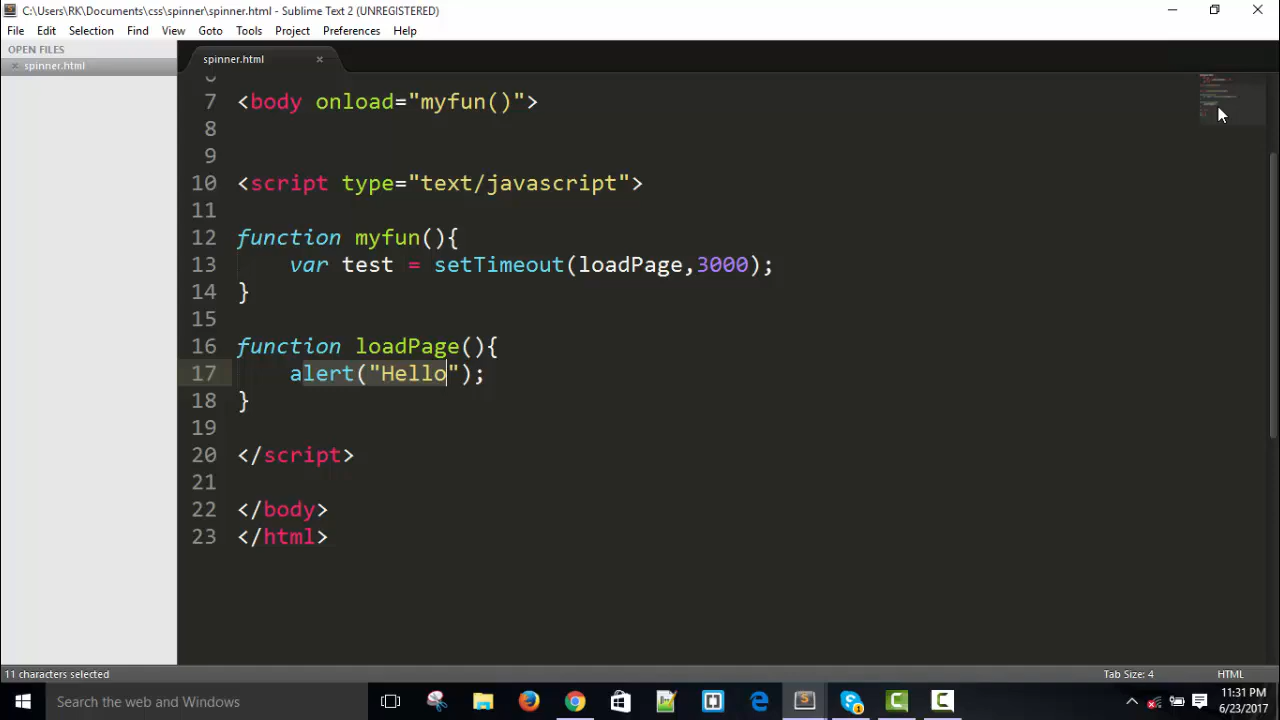 C:\Users\RK\Documents\css\spinner\spinner.html - Sublime Text 2 (UNREGISTERED)
File Edit Selection Find View Goto Tools Project Preferences Help
OPEN FILES
spinner.html
spinner.html
6
7 <body onload="myfun()">
8
9
10 <script type="text/javascript">
11
12 function myfun(){
13 var test = setTimeout(loadPage,3000);
14 }
15
16 function loadPage(){
17 alert("Hello");
18 }
19
20 </script>
21
22 </body>
23 </html>
11 characters selected
Tab Size: 4
HTML
Search the web and Windows
11:31 PM
6/23/2017